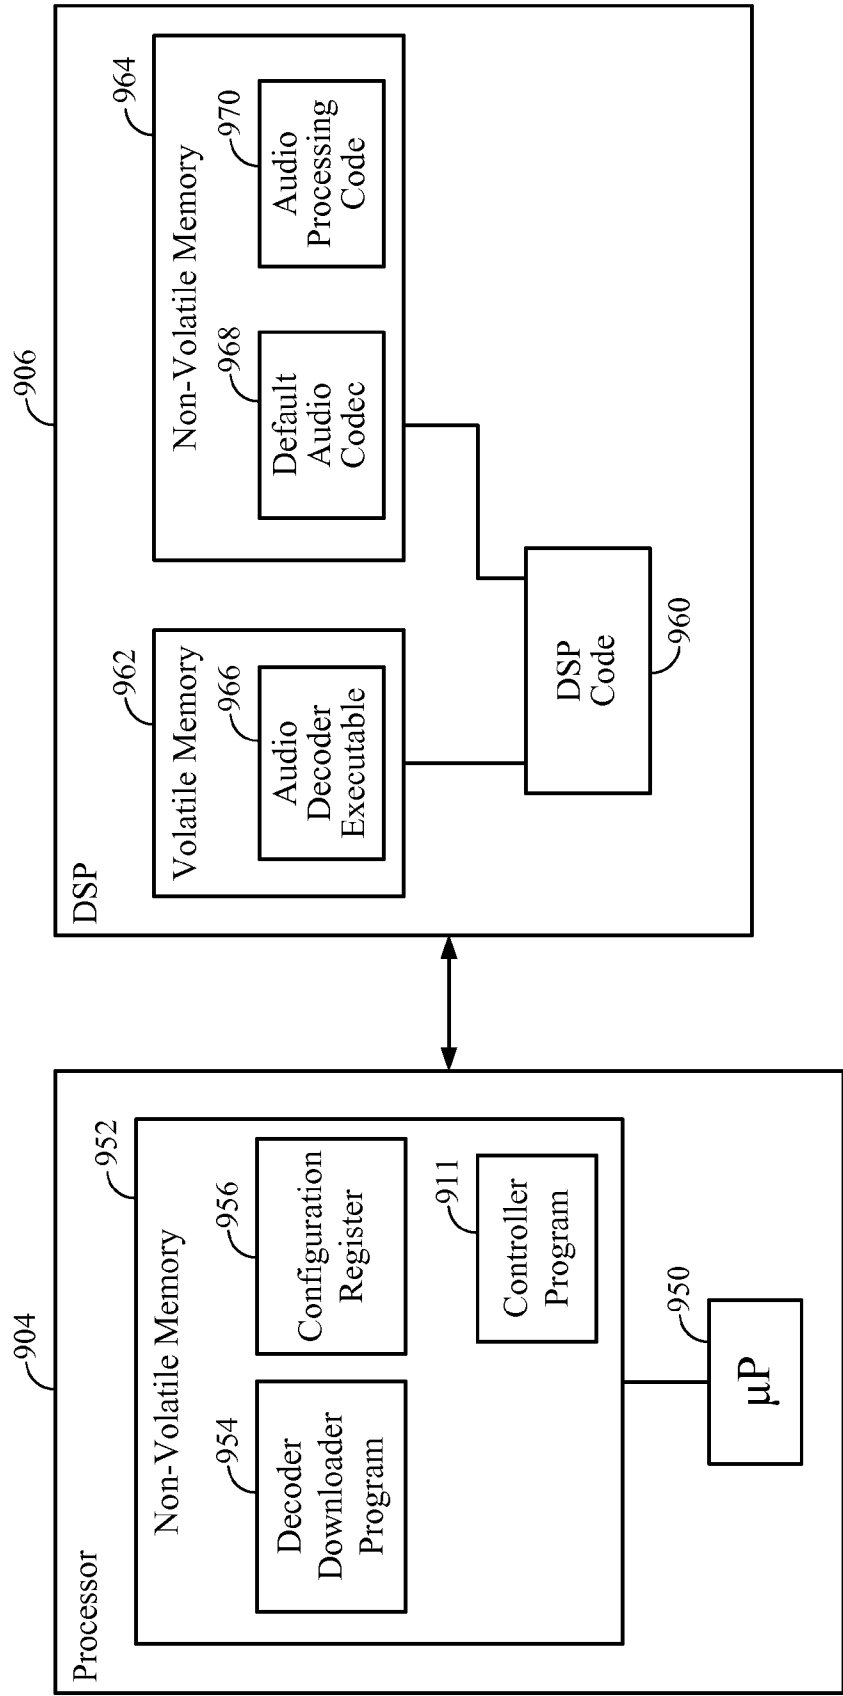 904
Processor
952
Non-Volatile Memory
954
Decoder
Downloader
Program
956
Configuration
Register
911
Controller
Program
950
µP
906
DSP
962
Volatile Memory
966
Audio
Decoder
Executable
964
Non-Volatile Memory
968
Default
Audio
Codec
970
Audio
Processing
Code
DSP
Code
960